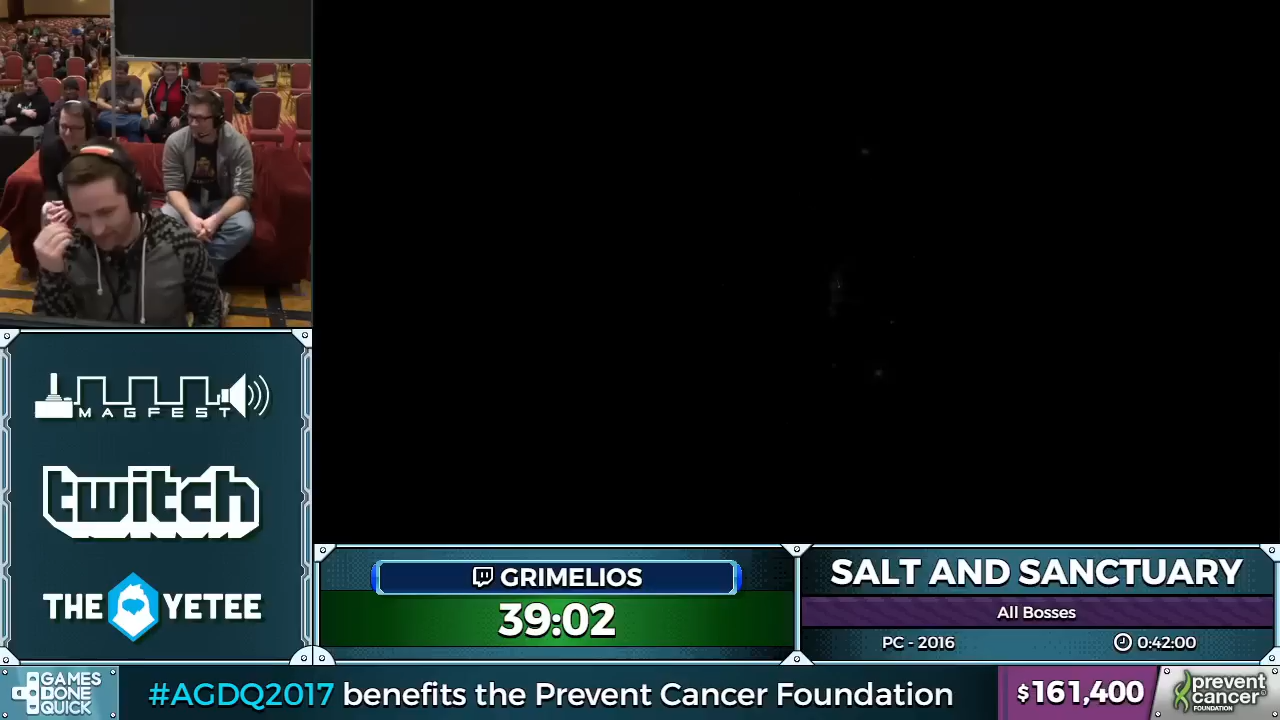 MAGFEST
twitch
THE YETEE
GRIMELIOS
39:02
SALT AND SANCTUARY
All Bosses
PC - 2016
0:42:00
GAMES
DONE
QUICK
#AGDQ2017 benefits the Prevent Cancer Foundation
$161,400
prevent
cancer
FOUNDATION